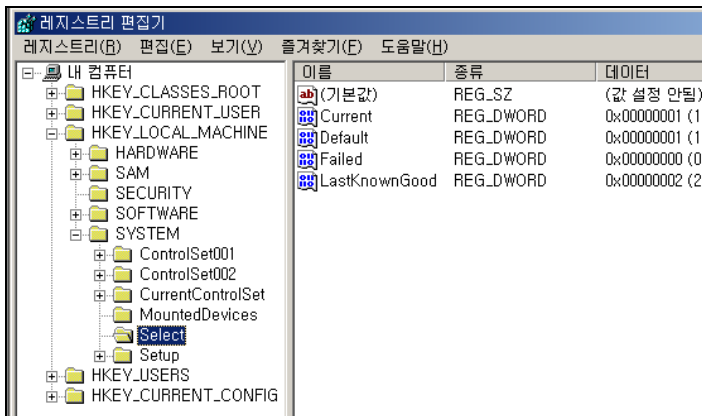 레지스트리 편집기
레지스트리(R) 편집(E) 보기(V) 즐겨찾기(F) 도움말(H)
내 컴퓨터
HKEY_CLASSES_ROOT
HKEY_CURRENT_USER
HKEY_LOCAL_MACHINE
HARDWARE
SAM
SECURITY
SOFTWARE
SYSTEM
ControlSet001
ControlSet002
CurrentControlSet
MountedDevices
Select
Setup
HKEY_USERS
HKEY_CURRENT_CONFIG
이름 종류 데이터
(기본값) REG_SZ (값 설정 안됨)
Current REG_DWORD 0x00000001 (1
Default REG_DWORD 0x00000001 (1
Failed REG_DWORD 0x00000000 (0
LastKnownGood REG_DWORD 0x00000002 (2